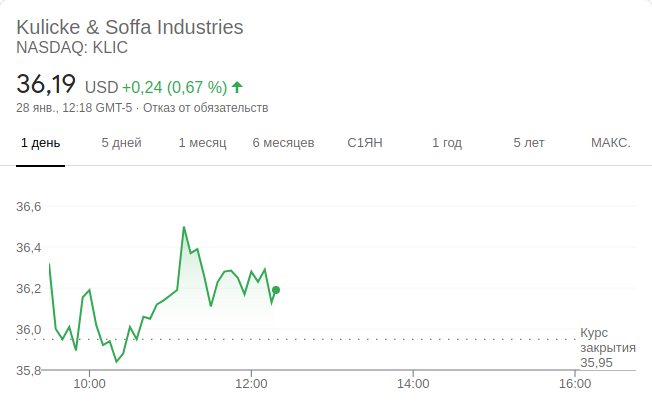 Kulicke & Soffa Industries
NASDAQ: KLIC
36,19 USD +0,24 (0,67 %)
28 янв., 12:18 GMT-5 · Отказ от обязательств
1 день 5 дней 1 месяц 6 месяцев С1ЯН 1 год 5 лет МАКС.
36,6
36,4
36,2
36,0
35,8
Курс
закрытия
35,95
10:00 12:00 14:00 16:00